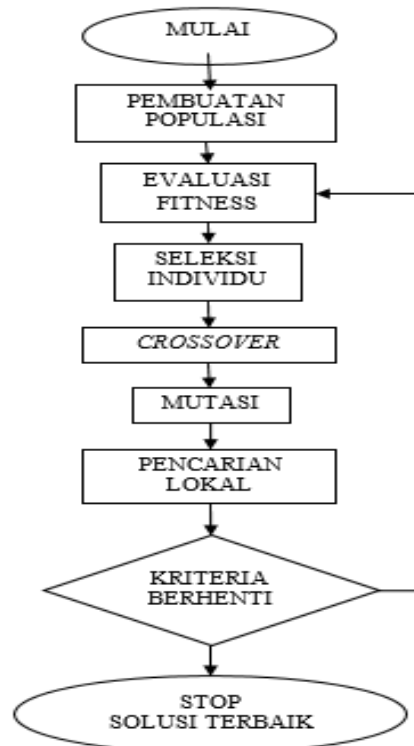 MULAI
PEMBUATAN
POPULASI
EVALUASI
FITNESS
SELEKSI
INDIVIDU
CROSSOVER
MUTASI
PENCARIAN
LOKAL
KRITERIA
BERHENTI
STOP
SOLUSI TERBAIK